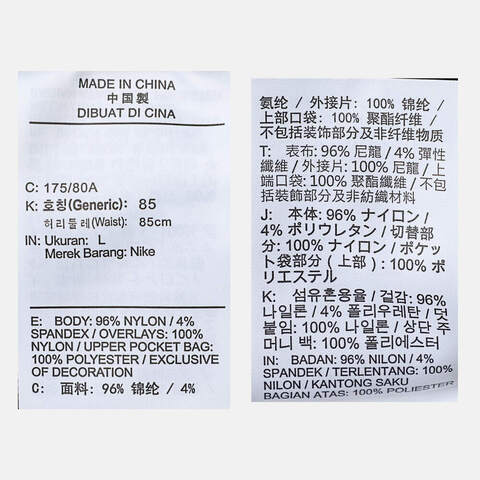 MADE IN CHINA
中国製
DIBUAT DI CINA
C: 175/80A
K: 호칭(Generic): 85
허리둘레(Waist): 85cm
IN: Ukuran: L
Merek Barang: Nike
E: BODY: 96% NYLON / 4%
SPANDEX / OVERLAYS: 100%
NYLON / UPPER POCKET BAG:
100% POLYESTER / EXCLUSIVE
OF DECORATION
C: 面料: 96% 锦纶 / 4%
氨纶 / 外接片: 100% 锦纶 /
上部口袋: 100% 聚酯纤维 /
不包括装饰部分及非纤维物质
T: 表布: 96% 尼龍 / 4% 彈性
纖維 / 外接片: 100% 尼龍 / 上
端口袋: 100% 聚酯纖維 / 不包
括裝飾部分及非紡織材料
J: 本体: 96% ナイロン /
4% ポリウレタン / 切替部
分: 100% ナイロン / ポケッ
ト袋部分 (上部) : 100% ポ
リエステル
K: 섬유혼용율 / 겉감: 96%
나일론 / 4% 폴리우레탄 / 덧
붙임: 100% 나일론 / 상단 주
머니 백: 100% 폴리에스터
IN: BADAN: 96% NILON / 4%
SPANDEK / TERLENTANG: 100%
NILON / KANTONG SAKU
BAGIAN ATAS: 100% POLIESTER